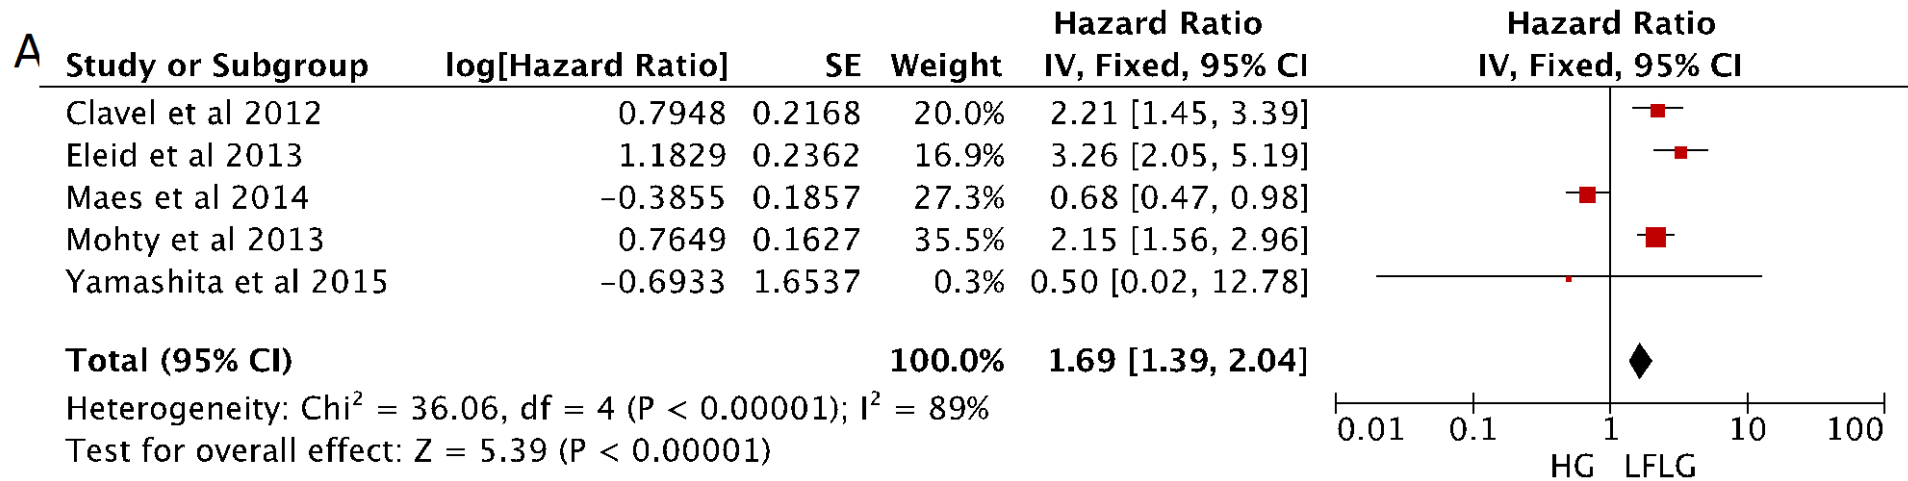 A
Hazard Ratio Hazard Ratio
Study or Subgroup log[Hazard Ratio] SE Weight IV, Fixed, 95% CI IV, Fixed, 95% CI
Clavel et al 2012 0.7948 0.2168 20.0% 2.21 [1.45, 3.39]
Eleid et al 2013 1.1829 0.2362 16.9% 3.26 [2.05, 5.19]
Maes et al 2014 −0.3855 0.1857 27.3% 0.68 [0.47, 0.98]
Mohty et al 2013 0.7649 0.1627 35.5% 2.15 [1.56, 2.96]
Yamashita et al 2015 −0.6933 1.6537 0.3% 0.50 [0.02, 12.78]
Total (95% CI) 100.0% 1.69 [1.39, 2.04]
Heterogeneity: Chi² = 36.06, df = 4 (P < 0.00001); I² = 89%
Test for overall effect: Z = 5.39 (P < 0.00001)
0.01 0.1 1 10 100
HG LFLG